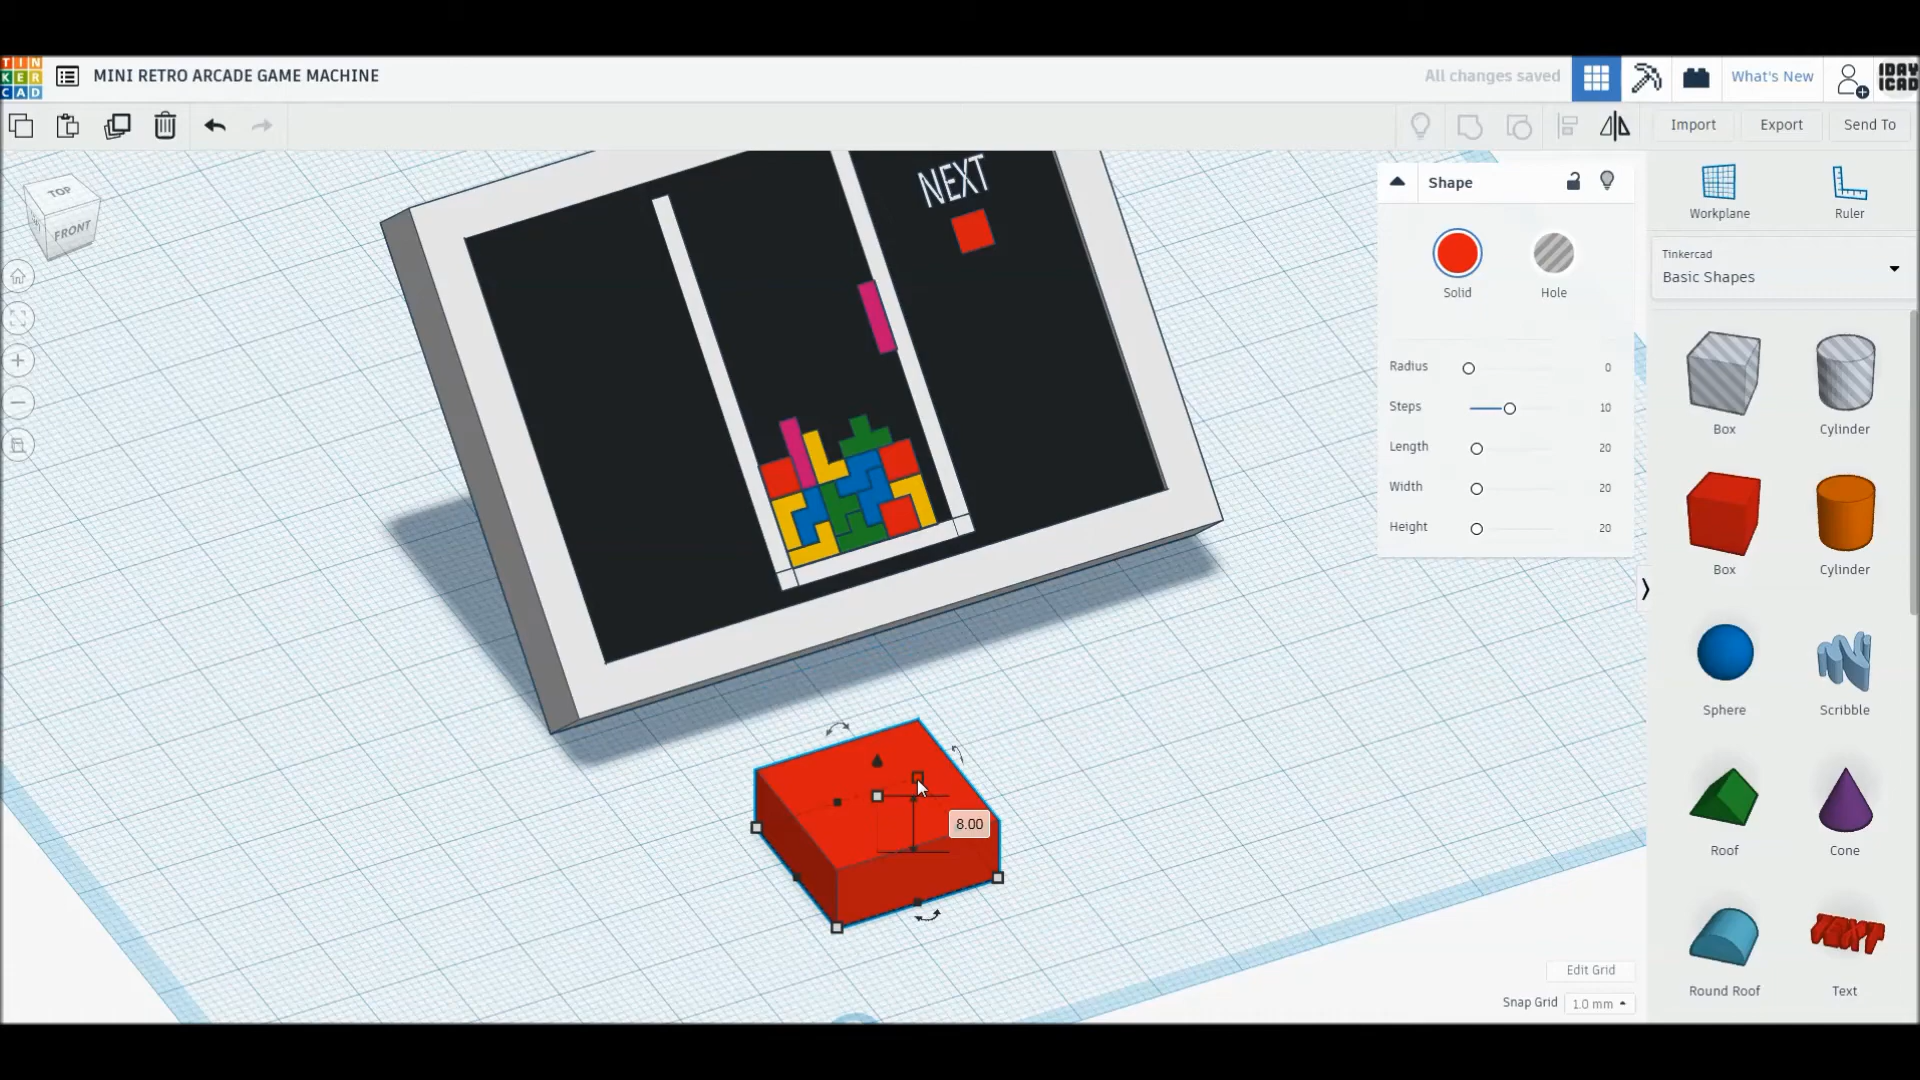 TIN
KER
CAD
MINI RETRO ARCADE GAME MACHINE
All changes saved
What's New
1DAY
1CAD
Import
Export
Send To
TOP
FRONT
NEXT
Shape
Solid
Hole
Radius 0
Steps 10
Length 20
Width 20
Height 20
Workplane
Ruler
Tinkercad
Basic Shapes
Box
Cylinder
Box
Cylinder
Sphere
Scribble
Roof
Cone
Round Roof
TEXT
Text
8.00
Edit Grid
Snap Grid 1.0 mm